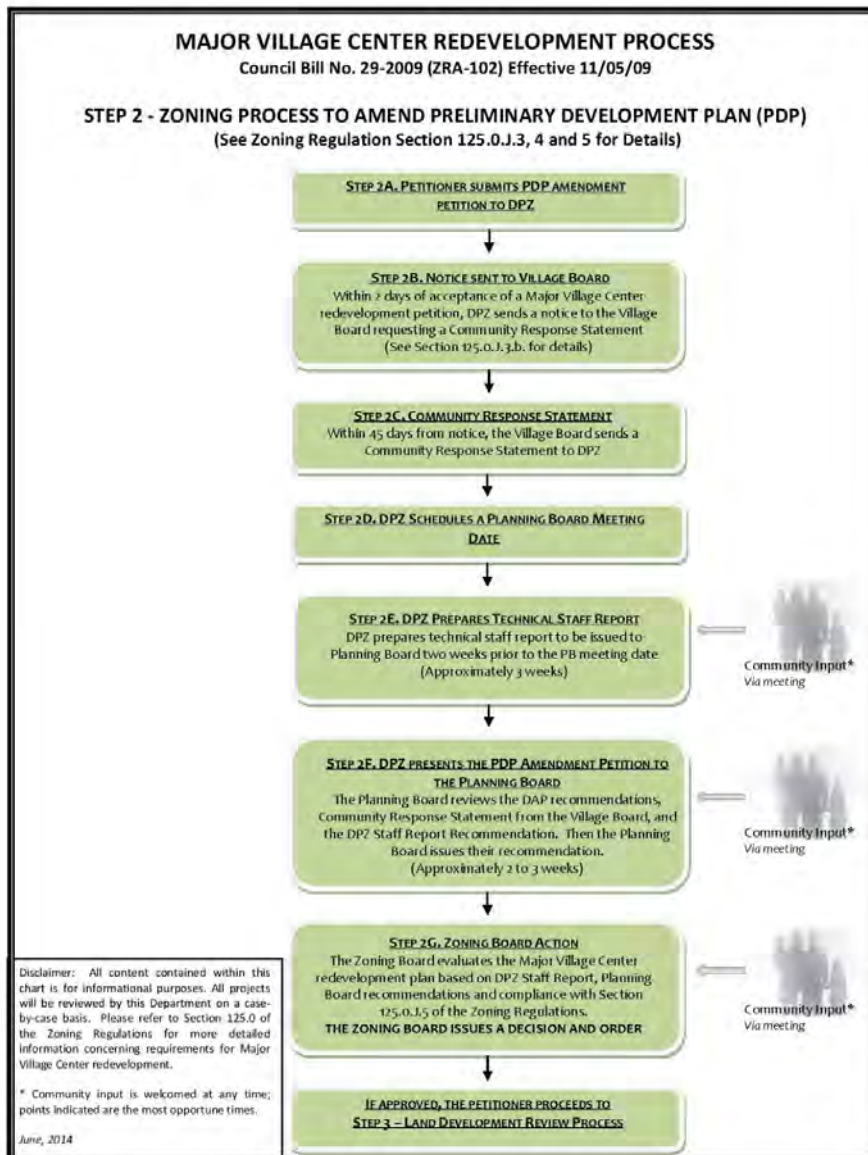 MAJOR VILLAGE CENTER REDEVELOPMENT PROCESS
Council Bill No. 29-2009 (ZRA-102) Effective 11/05/09
STEP 2 - ZONING PROCESS TO AMEND PRELIMINARY DEVELOPMENT PLAN (PDP)
(See Zoning Regulation Section 125.0.J.3, 4 and 5 for Details)
STEP 2A. PETITIONER SUBMITS PDP AMENDMENT
PETITION TO DPZ
STEP 2B. NOTICE SENT TO VILLAGE BOARD
Within 2 days of acceptance of a Major Village Center
redevelopment petition, DPZ sends a notice to the Village
Board requesting a Community Response Statement
(See Section 125.0.J.3.b. for details)
STEP 2C. COMMUNITY RESPONSE STATEMENT
Within 45 days from notice, the Village Board sends a
Community Response Statement to DPZ
STEP 2D. DPZ SCHEDULES A PLANNING BOARD MEETING
DATE
STEP 2E. DPZ PREPARES TECHNICAL STAFF REPORT
DPZ prepares technical staff report to be issued to
Planning Board two weeks prior to the PB meeting date
(Approximately 3 weeks)
Community Input*
Via meeting
STEP 2F. DPZ PRESENTS THE PDP AMENDMENT PETITION TO
THE PLANNING BOARD
The Planning Board reviews the DAP recommendations,
Community Response Statement from the Village Board, and
the DPZ Staff Report Recommendation. Then the Planning
Board issues their recommendation.
(Approximately 2 to 3 weeks)
Community Input*
Via meeting
STEP 2G. ZONING BOARD ACTION
The Zoning Board evaluates the Major Village Center
redevelopment plan based on DPZ Staff Report, Planning
Board recommendations and compliance with Section
125.0.J.5 of the Zoning Regulations.
THE ZONING BOARD ISSUES A DECISION AND ORDER
Community Input*
Via meeting
IF APPROVED, THE PETITIONER PROCEEDS TO
STEP 3 – LAND DEVELOPMENT REVIEW PROCESS
Disclaimer: All content contained within this
chart is for informational purposes. All projects
will be reviewed by this Department on a case-
by-case basis. Please refer to Section 125.0 of
the Zoning Regulations for more detailed
information concerning requirements for Major
Village Center redevelopment.
* Community input is welcomed at any time;
points indicated are the most opportune times.
June, 2014